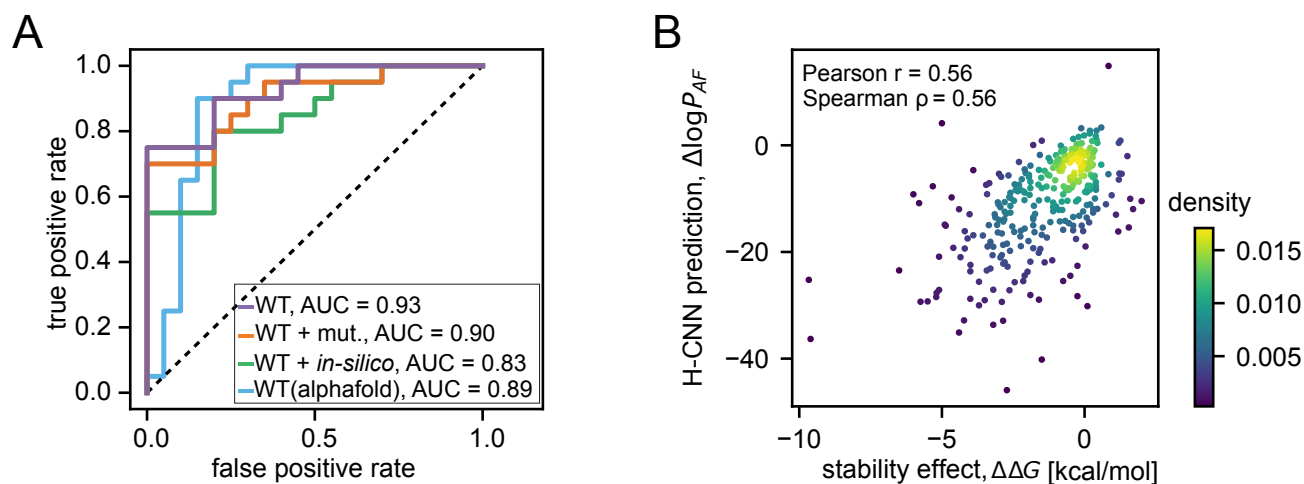 A
true positive rate
1.0
0.8
0.6
0.4
0.2
0.0
WT, AUC = 0.93
WT + mut., AUC = 0.90
WT + in-silico, AUC = 0.83
WT(alphafold), AUC = 0.89
0.0 0.5 1.0
false positive rate
B
H-CNN prediction, ΔlogP_AF
Pearson r = 0.56
Spearman ρ = 0.56
0
−20
−40
−10 −5 0
stability effect, ΔΔG [kcal/mol]
density
0.015
0.010
0.005